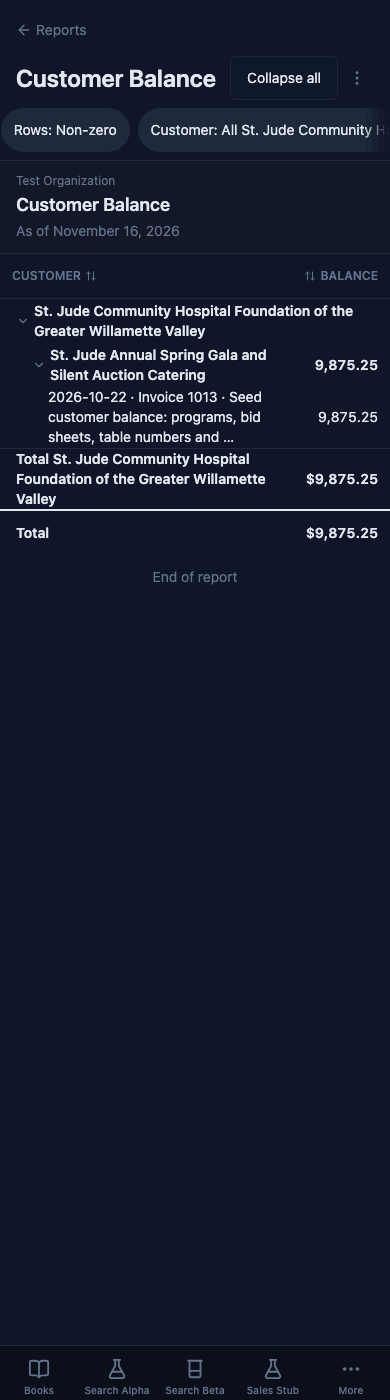 Reports
Customer Balance
Collapse all
Rows: Non-zero
Customer: All St. Jude Community H
Test Organization
Customer Balance
As of November 16, 2026
CUSTOMER
BALANCE
St. Jude Community Hospital Foundation of the
Greater Willamette Valley
St. Jude Annual Spring Gala and
Silent Auction Catering
9,875.25
2026-10-22 · Invoice 1013 · Seed
customer balance: programs, bid
sheets, table numbers and ...
9,875.25
Total St. Jude Community Hospital
Foundation of the Greater Willamette
Valley
$9,875.25
Total
$9,875.25
End of report
Books
Search Alpha
Search Beta
Sales Stub
More